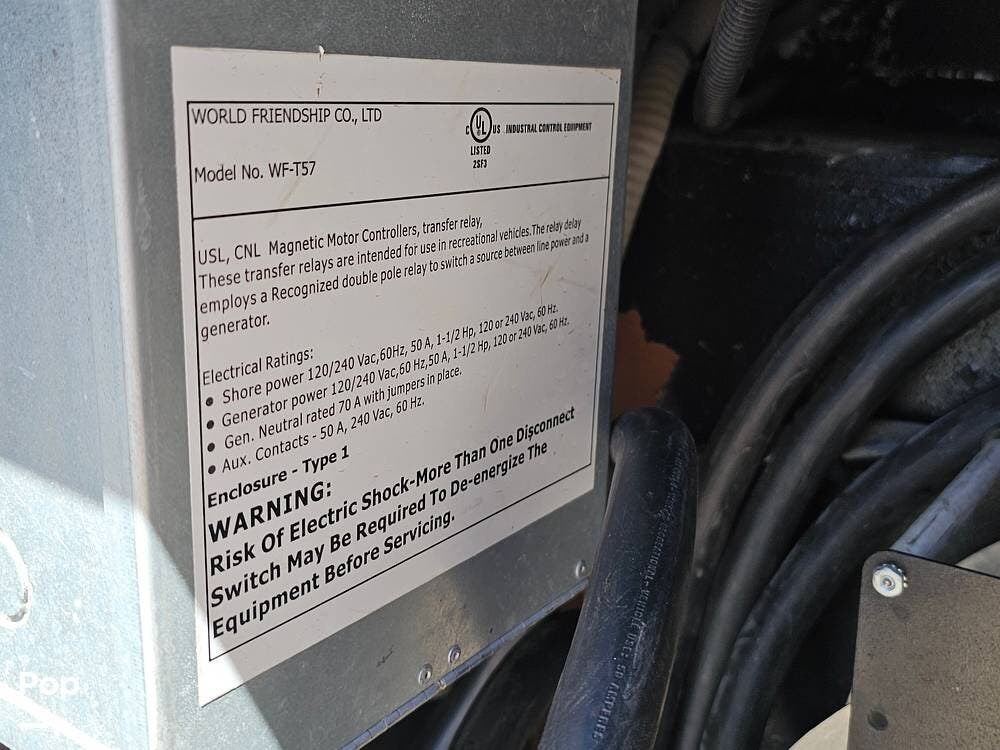 WORLD FRIENDSHIP CO., LTD
C UL US INDUSTRIAL CONTROL EQUIPMENT
LISTED
2SF3
Model No. WF-T57
USL, CNL Magnetic Motor Controllers, transfer relay,
These transfer relays are intended for use in recreational vehicles.The relay delay
employs a Recognized double pole relay to switch a source between line power and a
generator.
Electrical Ratings:
• Shore power 120/240 Vac,60Hz, 50 A, 1-1/2 Hp, 120 or 240 Vac, 60 Hz.
• Generator power 120/240 Vac,60 Hz,50 A, 1-1/2 Hp, 120 or 240 Vac, 60 Hz.
• Gen. Neutral rated 70 A with jumpers in place.
• Aux. Contacts - 50 A, 240 Vac, 60 Hz.
Enclosure - Type 1
WARNING:
Risk Of Electric Shock-More Than One Disconnect
Switch May Be Required To De-energize The
Equipment Before Servicing.
VEHICLE USE: 50 AMPERES
Pop